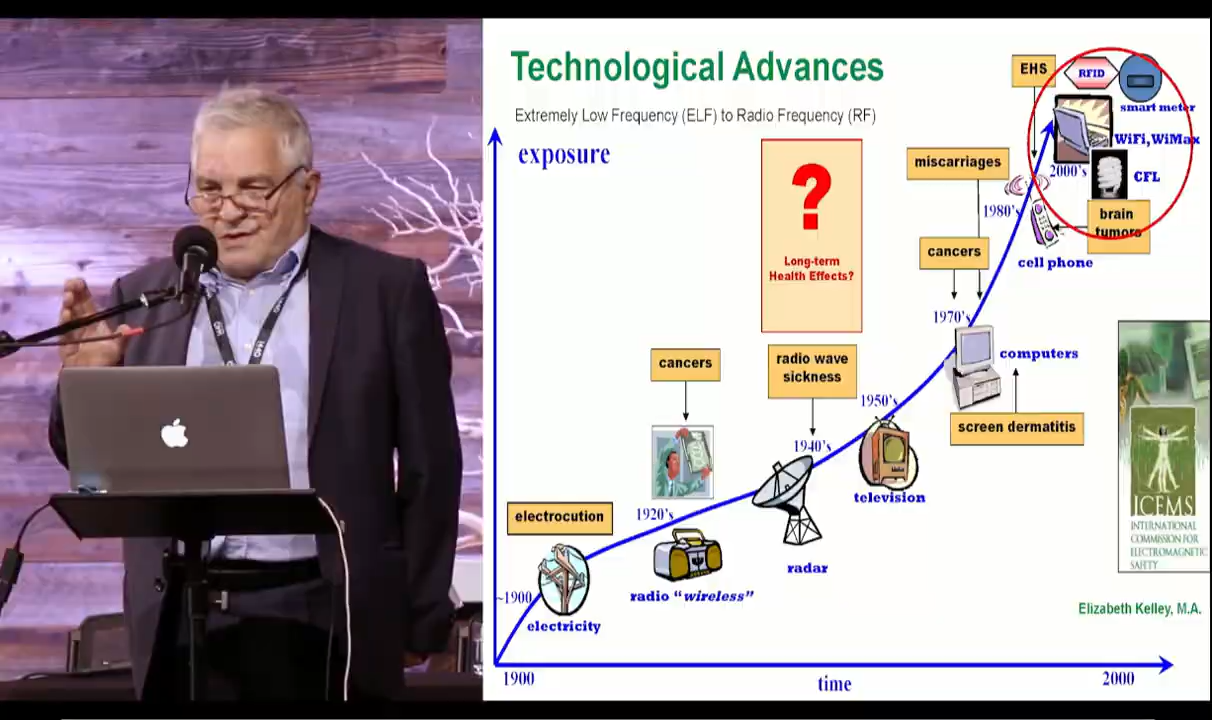 Technological Advances
Extremely Low Frequency (ELF) to Radio Frequency (RF)
exposure
EHS
RFID
smart meter
WiFi, WiMax
2000's
CFL
brain
tumors
miscarriages
1980's
cell phone
cancers
?
Long-term
Health Effects?
1970's
computers
screen dermatitis
cancers
radio wave
sickness
1950's
1940's
television
electrocution
1920's
radar
radio “wireless”
~1900
electricity
ICEMS
INTERNATIONAL
COMMISSION FOR
ELECTROMAGNETIC
SAFETY
Elizabeth Kelley, M.A.
1900
time
2000